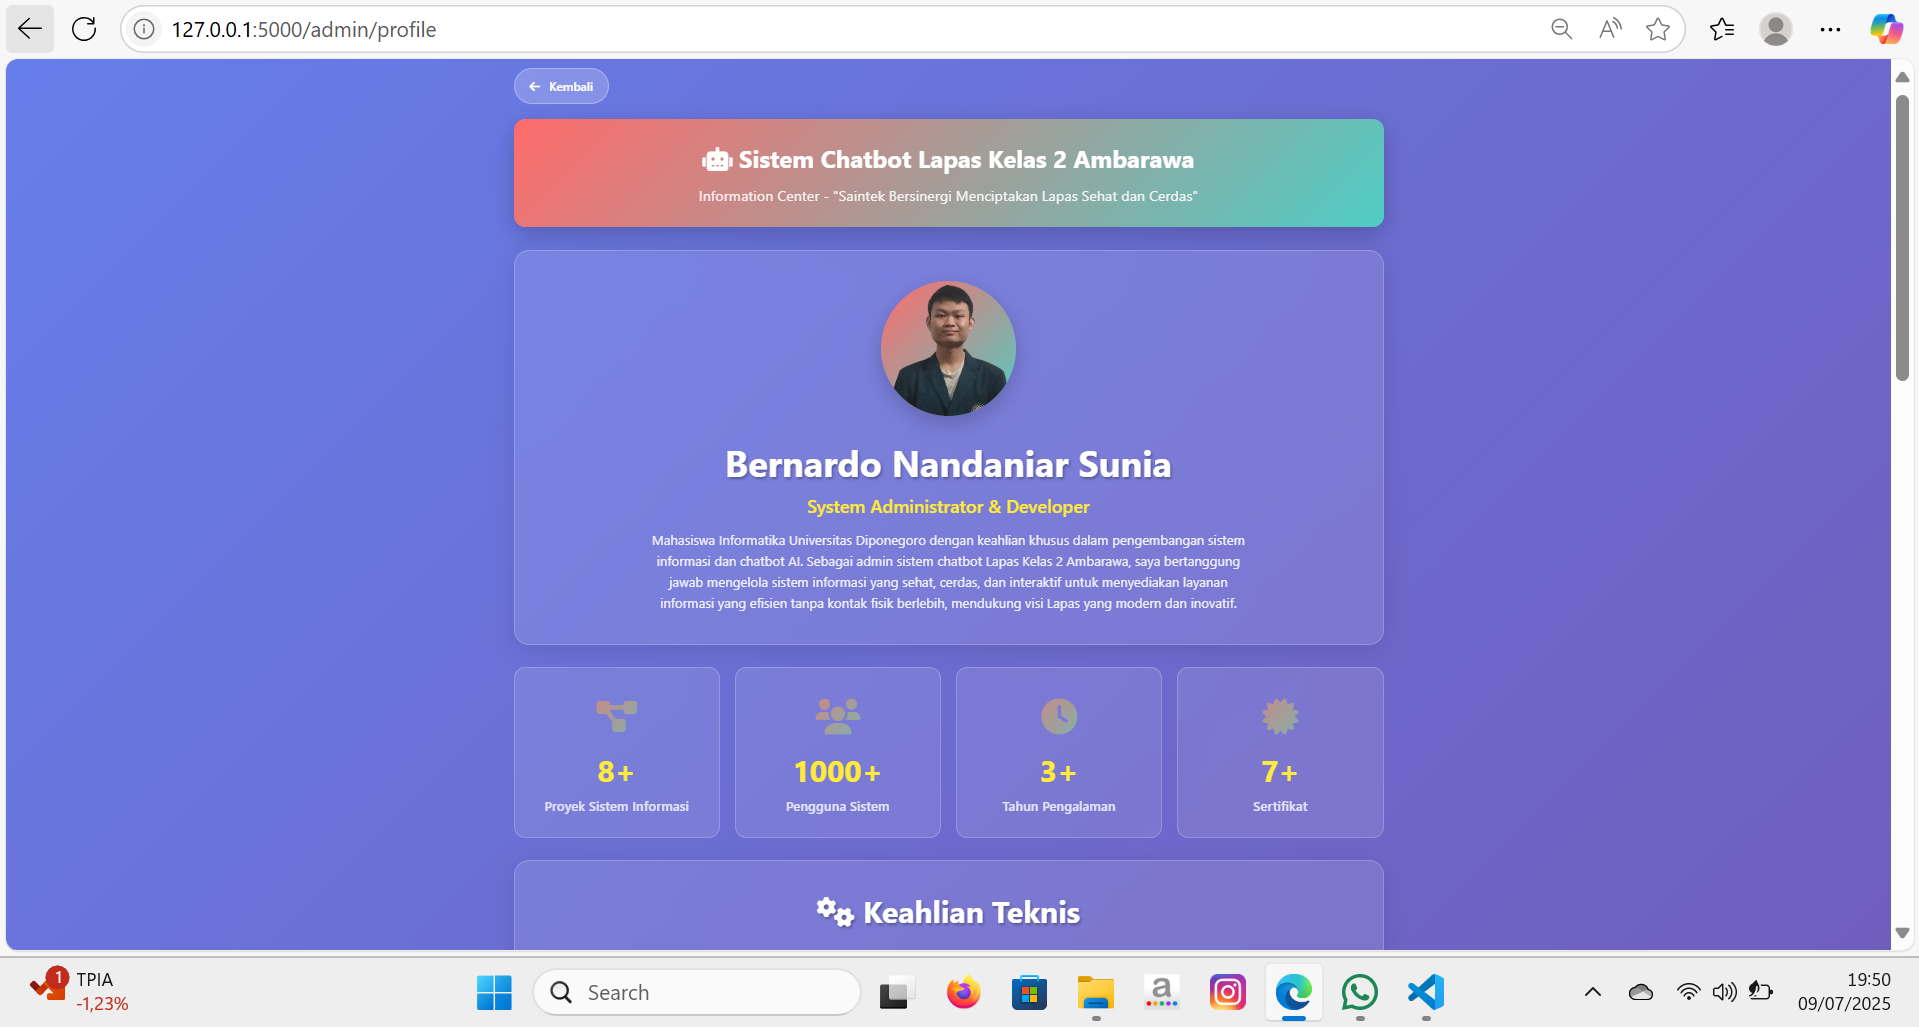 127.0.0.1:5000/admin/profile
Kembali
Sistem Chatbot Lapas Kelas 2 Ambarawa
Information Center - "Saintek Bersinergi Menciptakan Lapas Sehat dan Cerdas"
Bernardo Nandaniar Sunia
System Administrator & Developer
Mahasiswa Informatika Universitas Diponegoro dengan keahlian khusus dalam pengembangan sistem
informasi dan chatbot AI. Sebagai admin sistem chatbot Lapas Kelas 2 Ambarawa, saya bertanggung
jawab mengelola sistem informasi yang sehat, cerdas, dan interaktif untuk menyediakan layanan
informasi yang efisien tanpa kontak fisik berlebih, mendukung visi Lapas yang modern dan inovatif.
8+
Proyek Sistem Informasi
1000+
Pengguna Sistem
3+
Tahun Pengalaman
7+
Sertifikat
Keahlian Teknis
1
TPIA
-1,23%
Search
a
19:50
09/07/2025